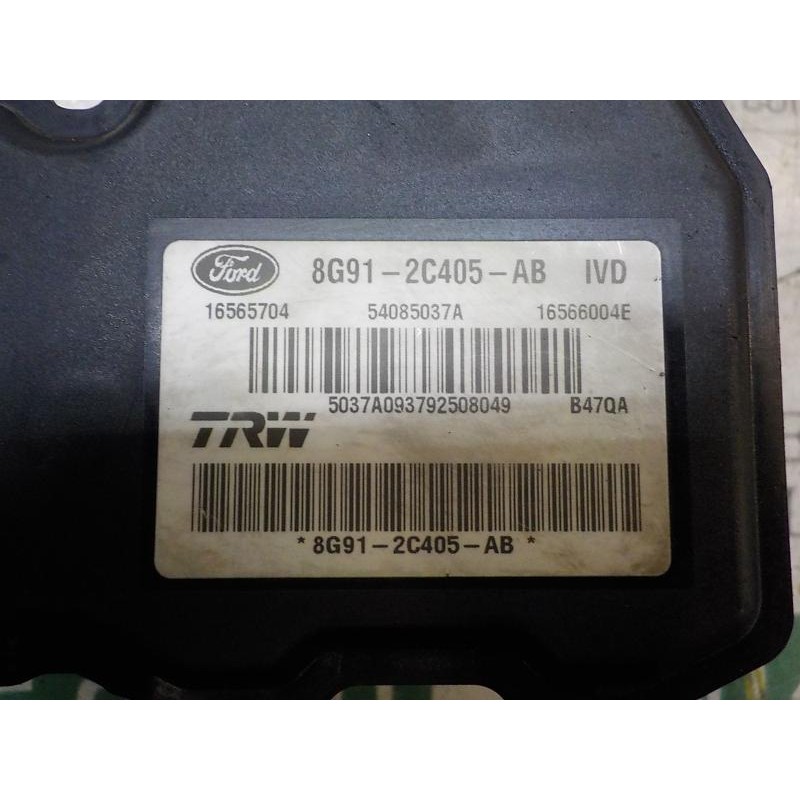 Ford 8G91-2C405-AB IVD
16565704 54085037A 16566004E
5037A093792508049 B47QA
TRW
*8G91-2C405-AB*